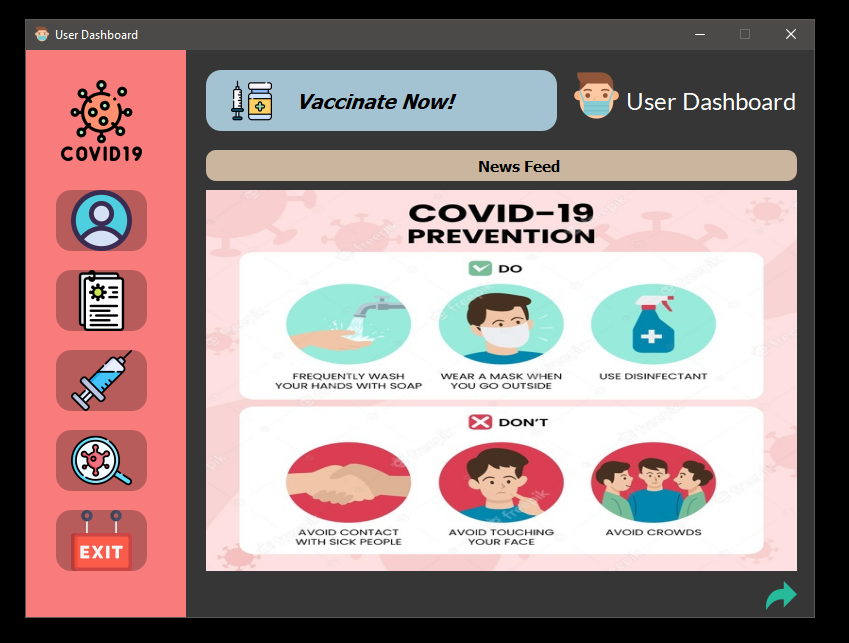 User Dashboard
COVID19
EXIT
Vaccinate Now!
User Dashboard
News Feed
COVID-19
PREVENTION
DO
FREQUENTLY WASH
YOUR HANDS WITH SOAP
WEAR A MASK WHEN
YOU GO OUTSIDE
USE DISINFECTANT
DON'T
AVOID CONTACT
WITH SICK PEOPLE
AVOID TOUCHING
YOUR FACE
AVOID CROWDS